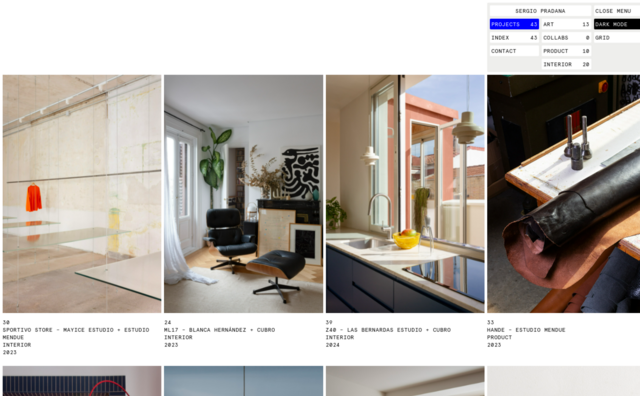 SERGIO PRADANA
CLOSE MENU
PROJECTS 43
ART 13
DARK MODE
INDEX 43
COLLABS 0
GRID
CONTACT
PRODUCT 10
INTERIOR 20
30
SPORTIVO STORE – MAYICE ESTUDIO + ESTUDIO
MENDUE
INTERIOR
2023
24
ML17 – BLANCA HERNÁNDEZ + CUBRO
INTERIOR
2023
39
Z40 – LAS BERNARDAS ESTUDIO + CUBRO
INTERIOR
2024
33
HANDE – ESTUDIO MENDUE
PRODUCT
2023